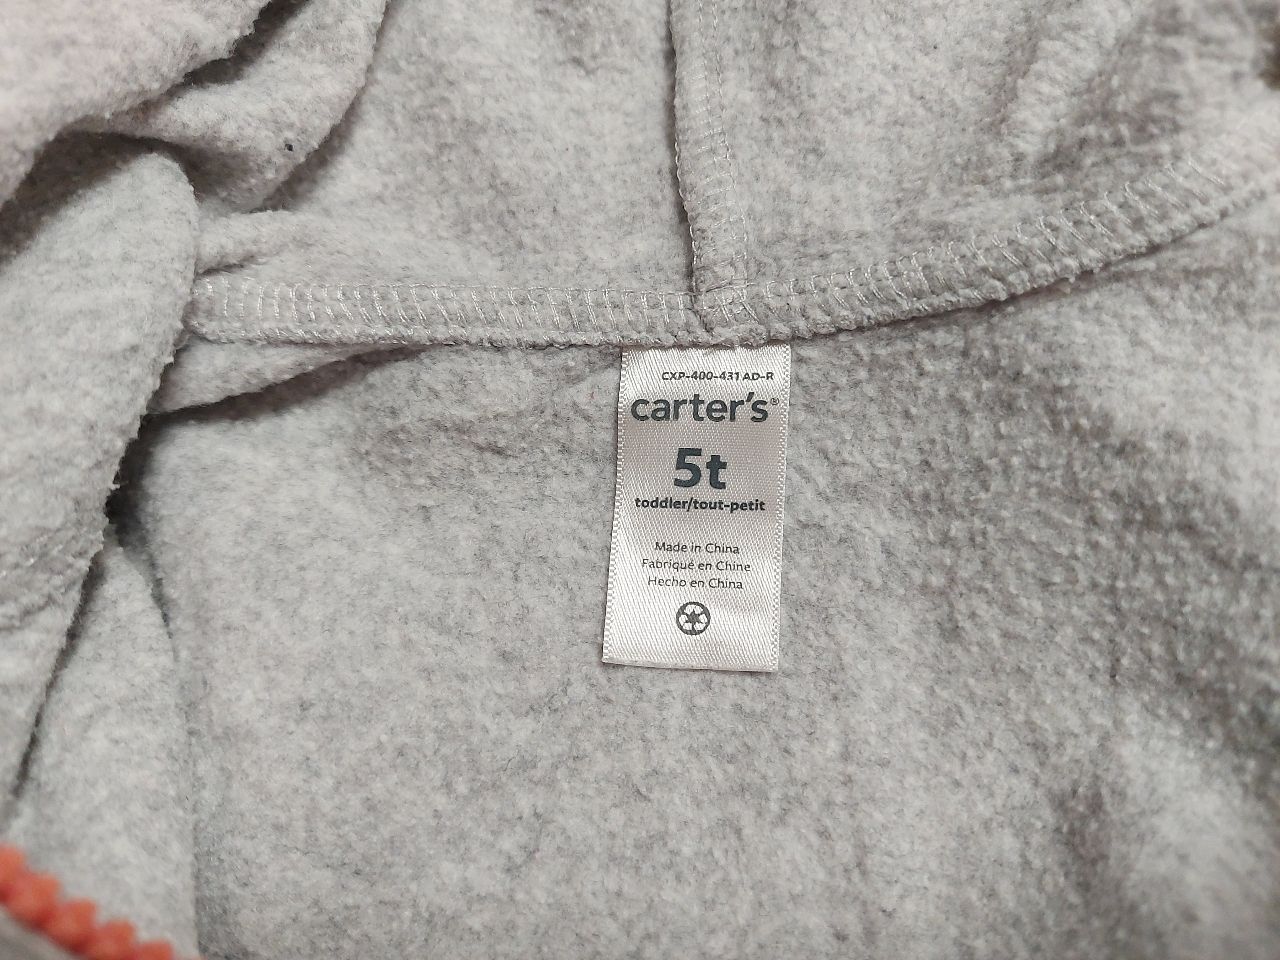 CXP-400-431 AD-R
carter's®
5t
toddler/tout-petit
Made in China
Fabriqué en Chine
Hecho en China